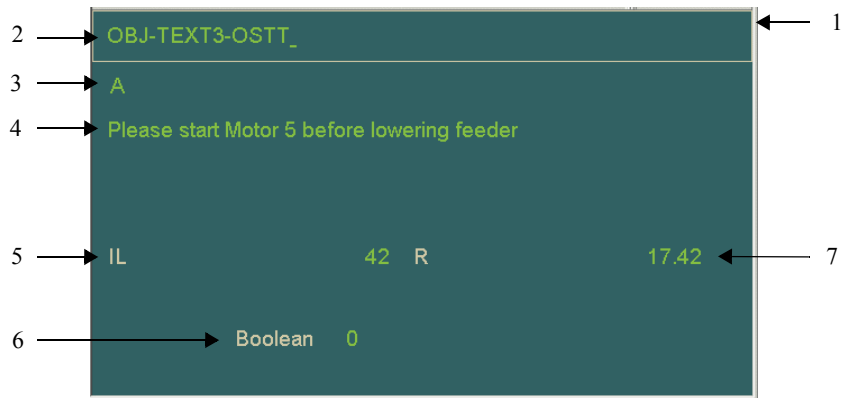 1
2 OBJ-TEXT3-OSTT_
3 A
4 Please start Motor 5 before lowering feeder
5 IL 42 R 17.42 7
6 Boolean 0